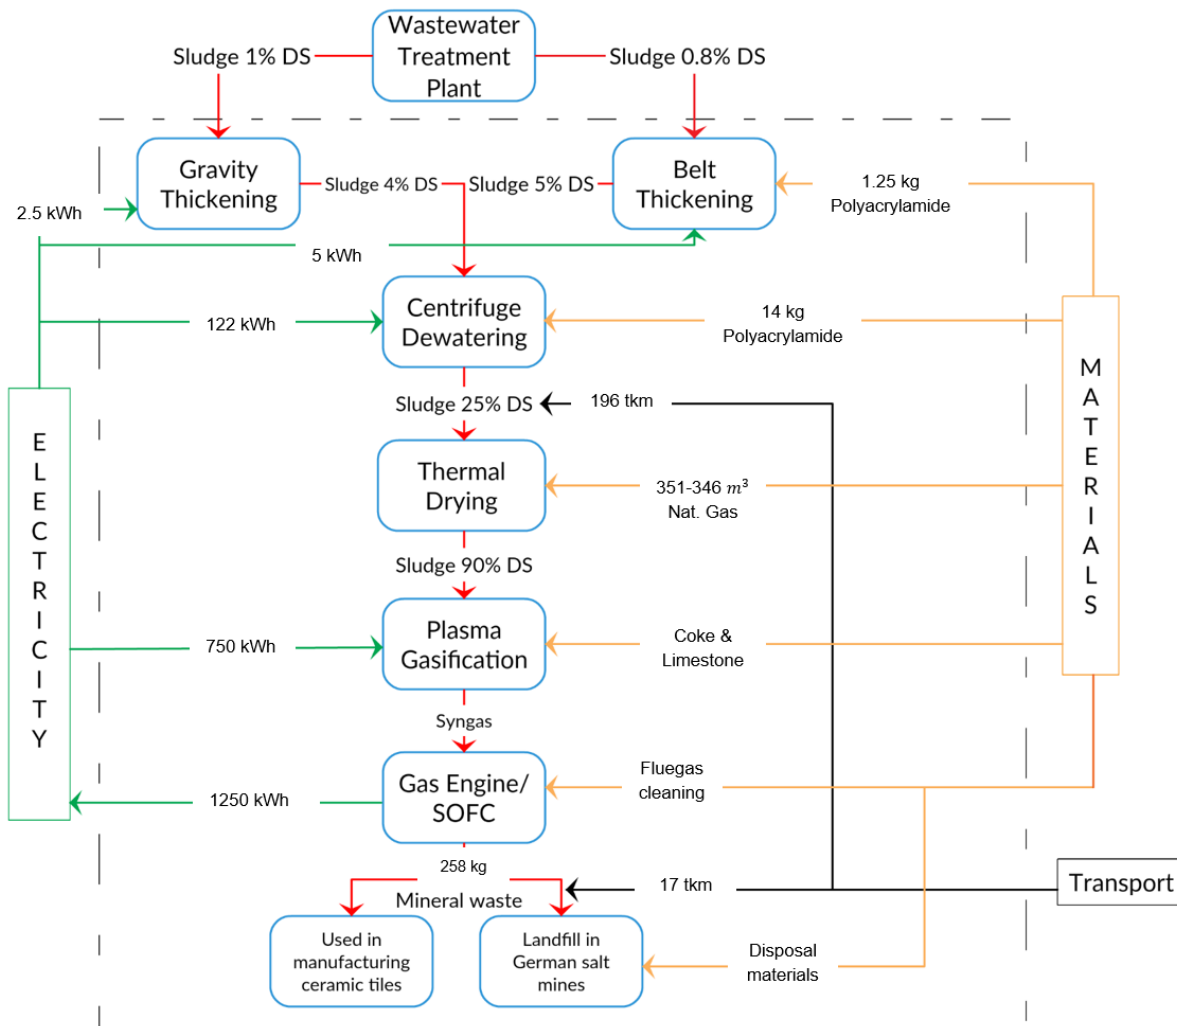 Wastewater
Treatment
Plant
Sludge 1% DS
Sludge 0.8% DS
Gravity
Thickening
Sludge 4% DS
Sludge 5% DS
Belt
Thickening
1.25 kg
Polyacrylamide
2.5 kWh
5 kWh
122 kWh
Centrifuge
Dewatering
14 kg
Polyacrylamide
Sludge 25% DS
196 tkm
Thermal
Drying
351-346 m³
Nat. Gas
Sludge 90% DS
750 kWh
Plasma
Gasification
Coke &
Limestone
Syngas
1250 kWh
Gas Engine/
SOFC
Fluegas
cleaning
258 kg
Mineral waste
17 tkm
Transport
Used in
manufacturing
ceramic tiles
Landfill in
German salt
mines
Disposal
materials
ELECTRICITY
MATERIALS